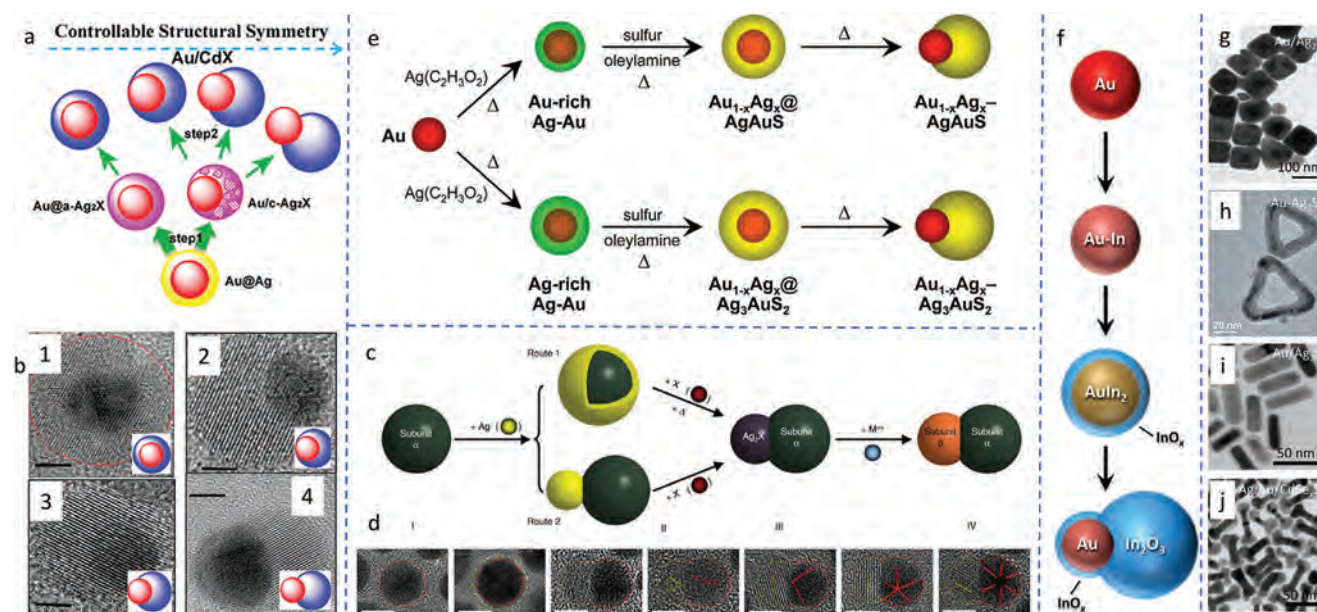 a
Controllable Structural Symmetry
Au/CdX
step2
Au@a-Ag₂X
Au/c-Ag₂X
step1
Au@Ag
b
1
2
3
4
e
Au
Ag(C₂H₃O₂)
Δ
Au-rich
Ag-Au
sulfur
oleylamine
Δ
Au₁₋ₓAgₓ@
AgAuS
Δ
Au₁₋ₓAgₓ–
AgAuS
Δ
Ag(C₂H₃O₂)
Ag-rich
Ag-Au
sulfur
oleylamine
Δ
Au₁₋ₓAgₓ@
Ag₃AuS₂
Δ
Au₁₋ₓAgₓ–
Ag₃AuS₂
c
Subunit
α
+ Ag
Route 1
Route 2
+ X
+ X
Ag₂X
Subunit
α
+ Mⁿ⁺
Subunit
β
Subunit
α
d
I
II
III
IV
f
Au
Au-In
AuIn₂
InOₓ
Au
In₂O₃
InOₓ
g
100 nm
h
Au-Ag₂S
20 nm
i
50 nm
j
50 nm